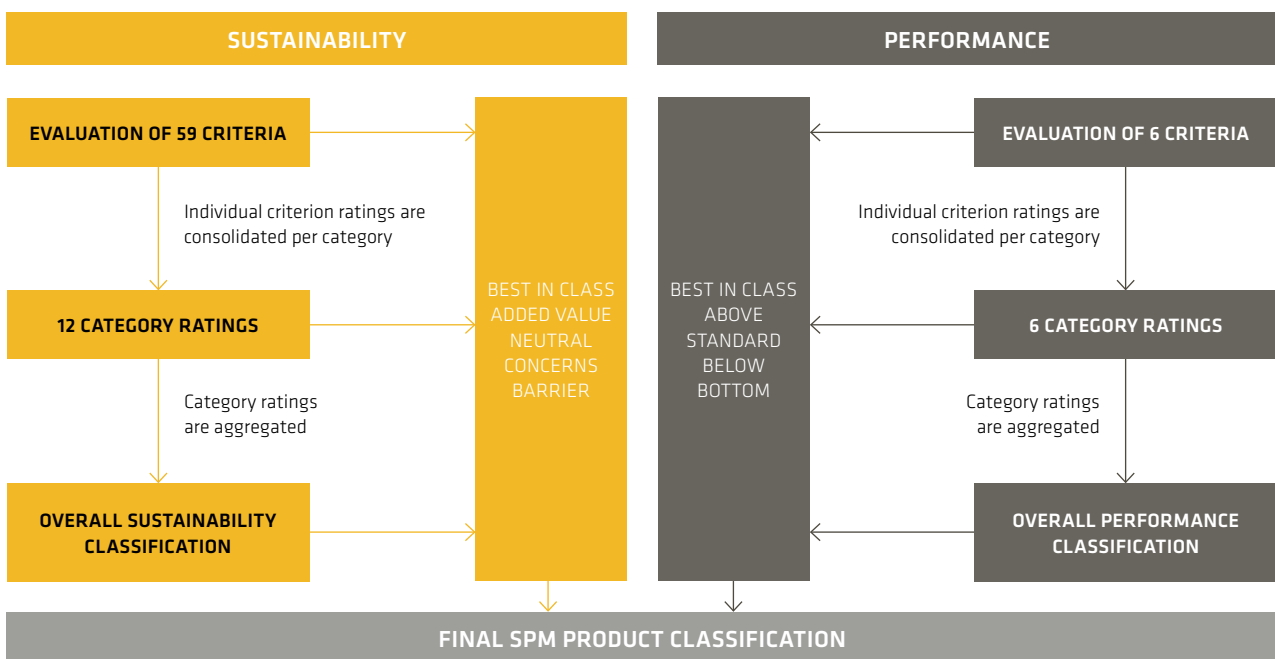 SUSTAINABILITY
EVALUATION OF 59 CRITERIA
Individual criterion ratings are
consolidated per category
12 CATEGORY RATINGS
Category ratings
are aggregated
OVERALL SUSTAINABILITY
CLASSIFICATION
BEST IN CLASS
ADDED VALUE
NEUTRAL
CONCERNS
BARRIER
PERFORMANCE
BEST IN CLASS
ABOVE
STANDARD
BELOW
BOTTOM
EVALUATION OF 6 CRITERIA
Individual criterion ratings are
consolidated per category
6 CATEGORY RATINGS
Category ratings
are aggregated
OVERALL PERFORMANCE
CLASSIFICATION
FINAL SPM PRODUCT CLASSIFICATION